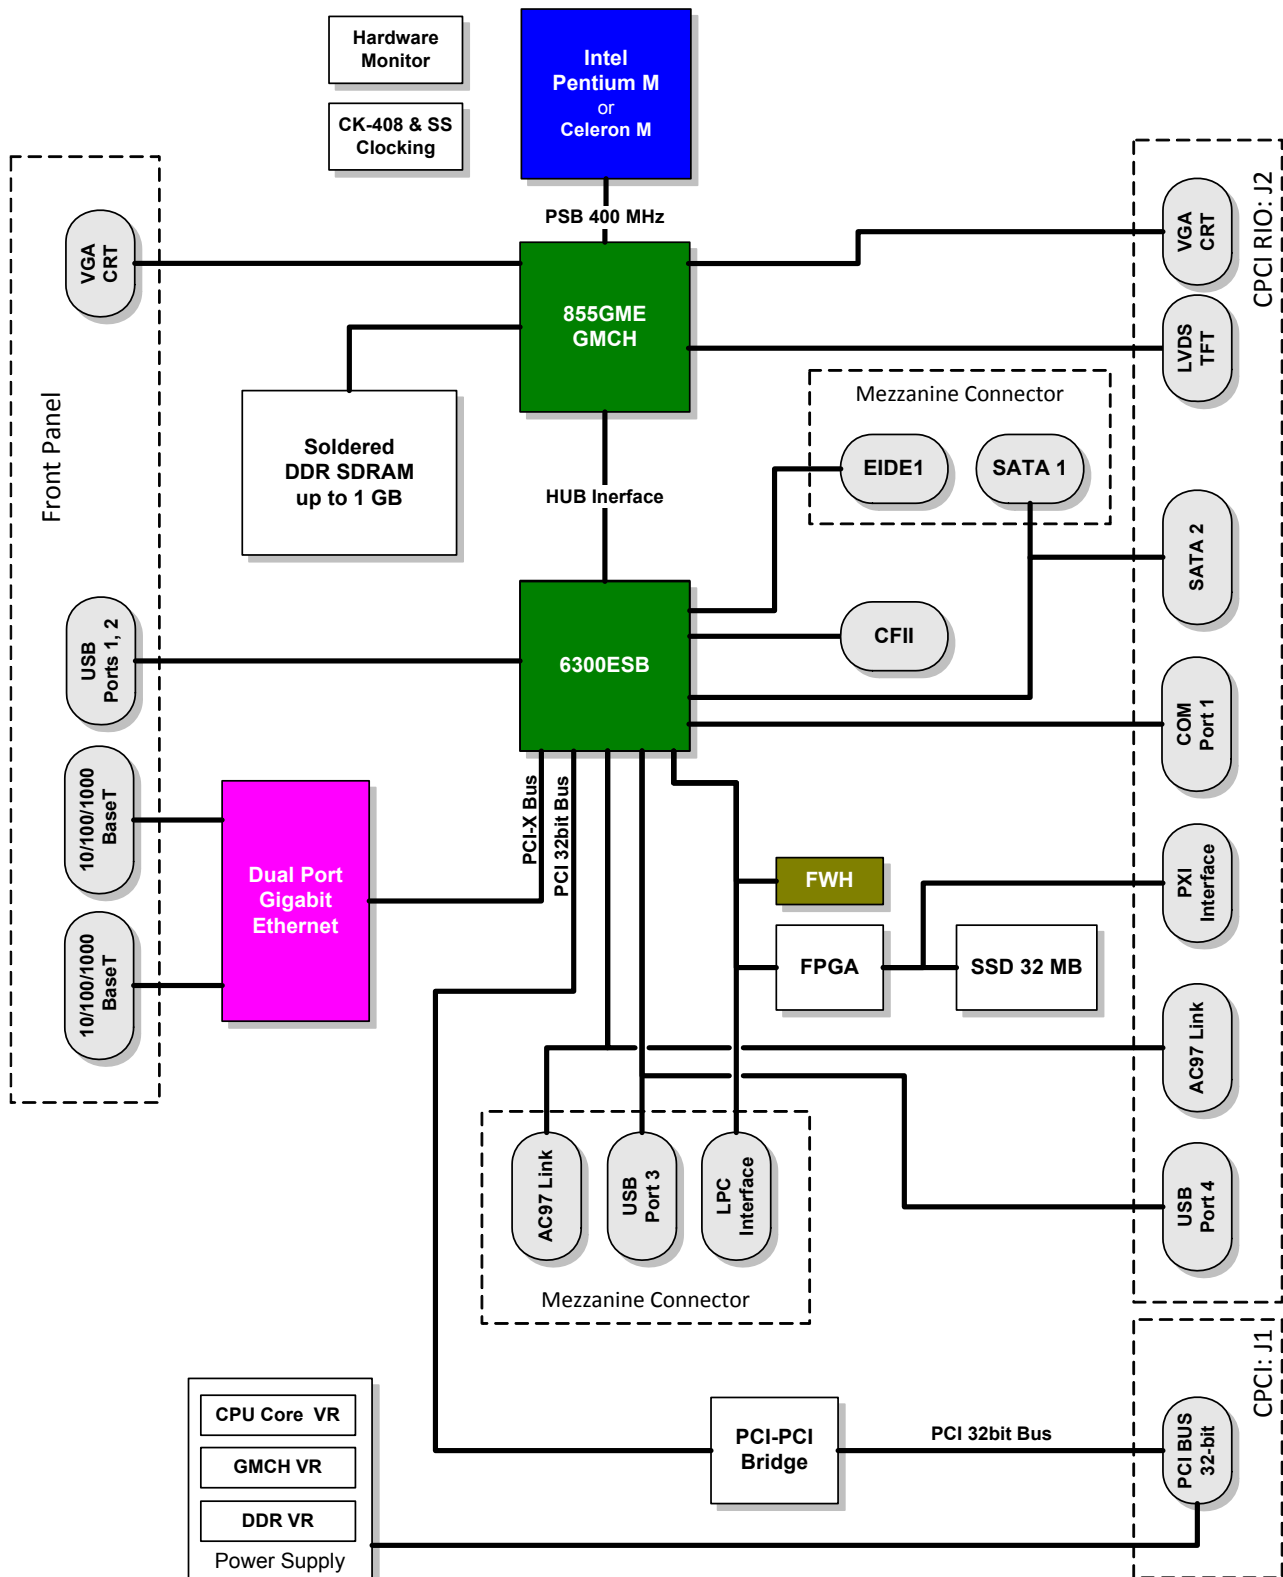 Hardware
Monitor
CK-408 & SS
Clocking
Intel
Pentium M
or
Celeron M
PSB 400 MHz
855GME
GMCH
Soldered
DDR SDRAM
up to 1 GB
HUB Inerface
6300ESB
Front Panel
VGA
CRT
USB
Ports 1, 2
10/100/1000
BaseT
10/100/1000
BaseT
Dual Port
Gigabit
Ethernet
PCI-X Bus
PCI 32bit Bus
Mezzanine Connector
EIDE1
SATA 1
CFII
FWH
FPGA
SSD 32 MB
CPCI RIO: J2
VGA
CRT
LVDS
TFT
SATA 2
COM
Port 1
PXI
Interface
AC97 Link
USB
Port 4
AC97 Link
USB
Port 3
LPC
Interface
Mezzanine Connector
CPCI: J1
PCI BUS
32-bit
PCI 32bit Bus
PCI-PCI
Bridge
CPU Core VR
GMCH VR
DDR VR
Power Supply